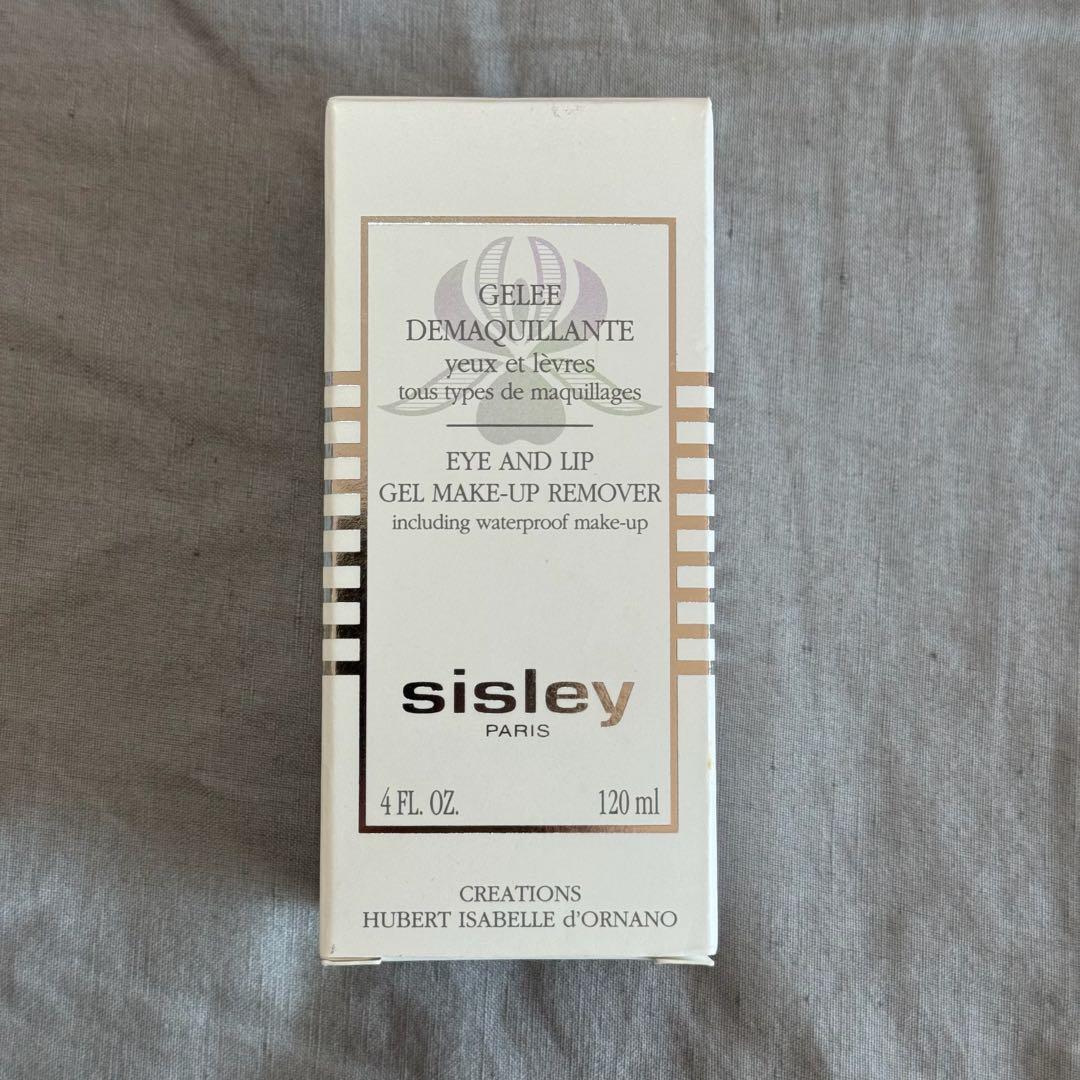 GELEE
DEMAQUILLANTE
yeux et lèvres
tous types de maquillages
EYE AND LIP
GEL MAKE-UP REMOVER
including waterproof make-up
sisley
PARIS
4 FL. OZ. 120 ml
CREATIONS
HUBERT ISABELLE d'ORNANO